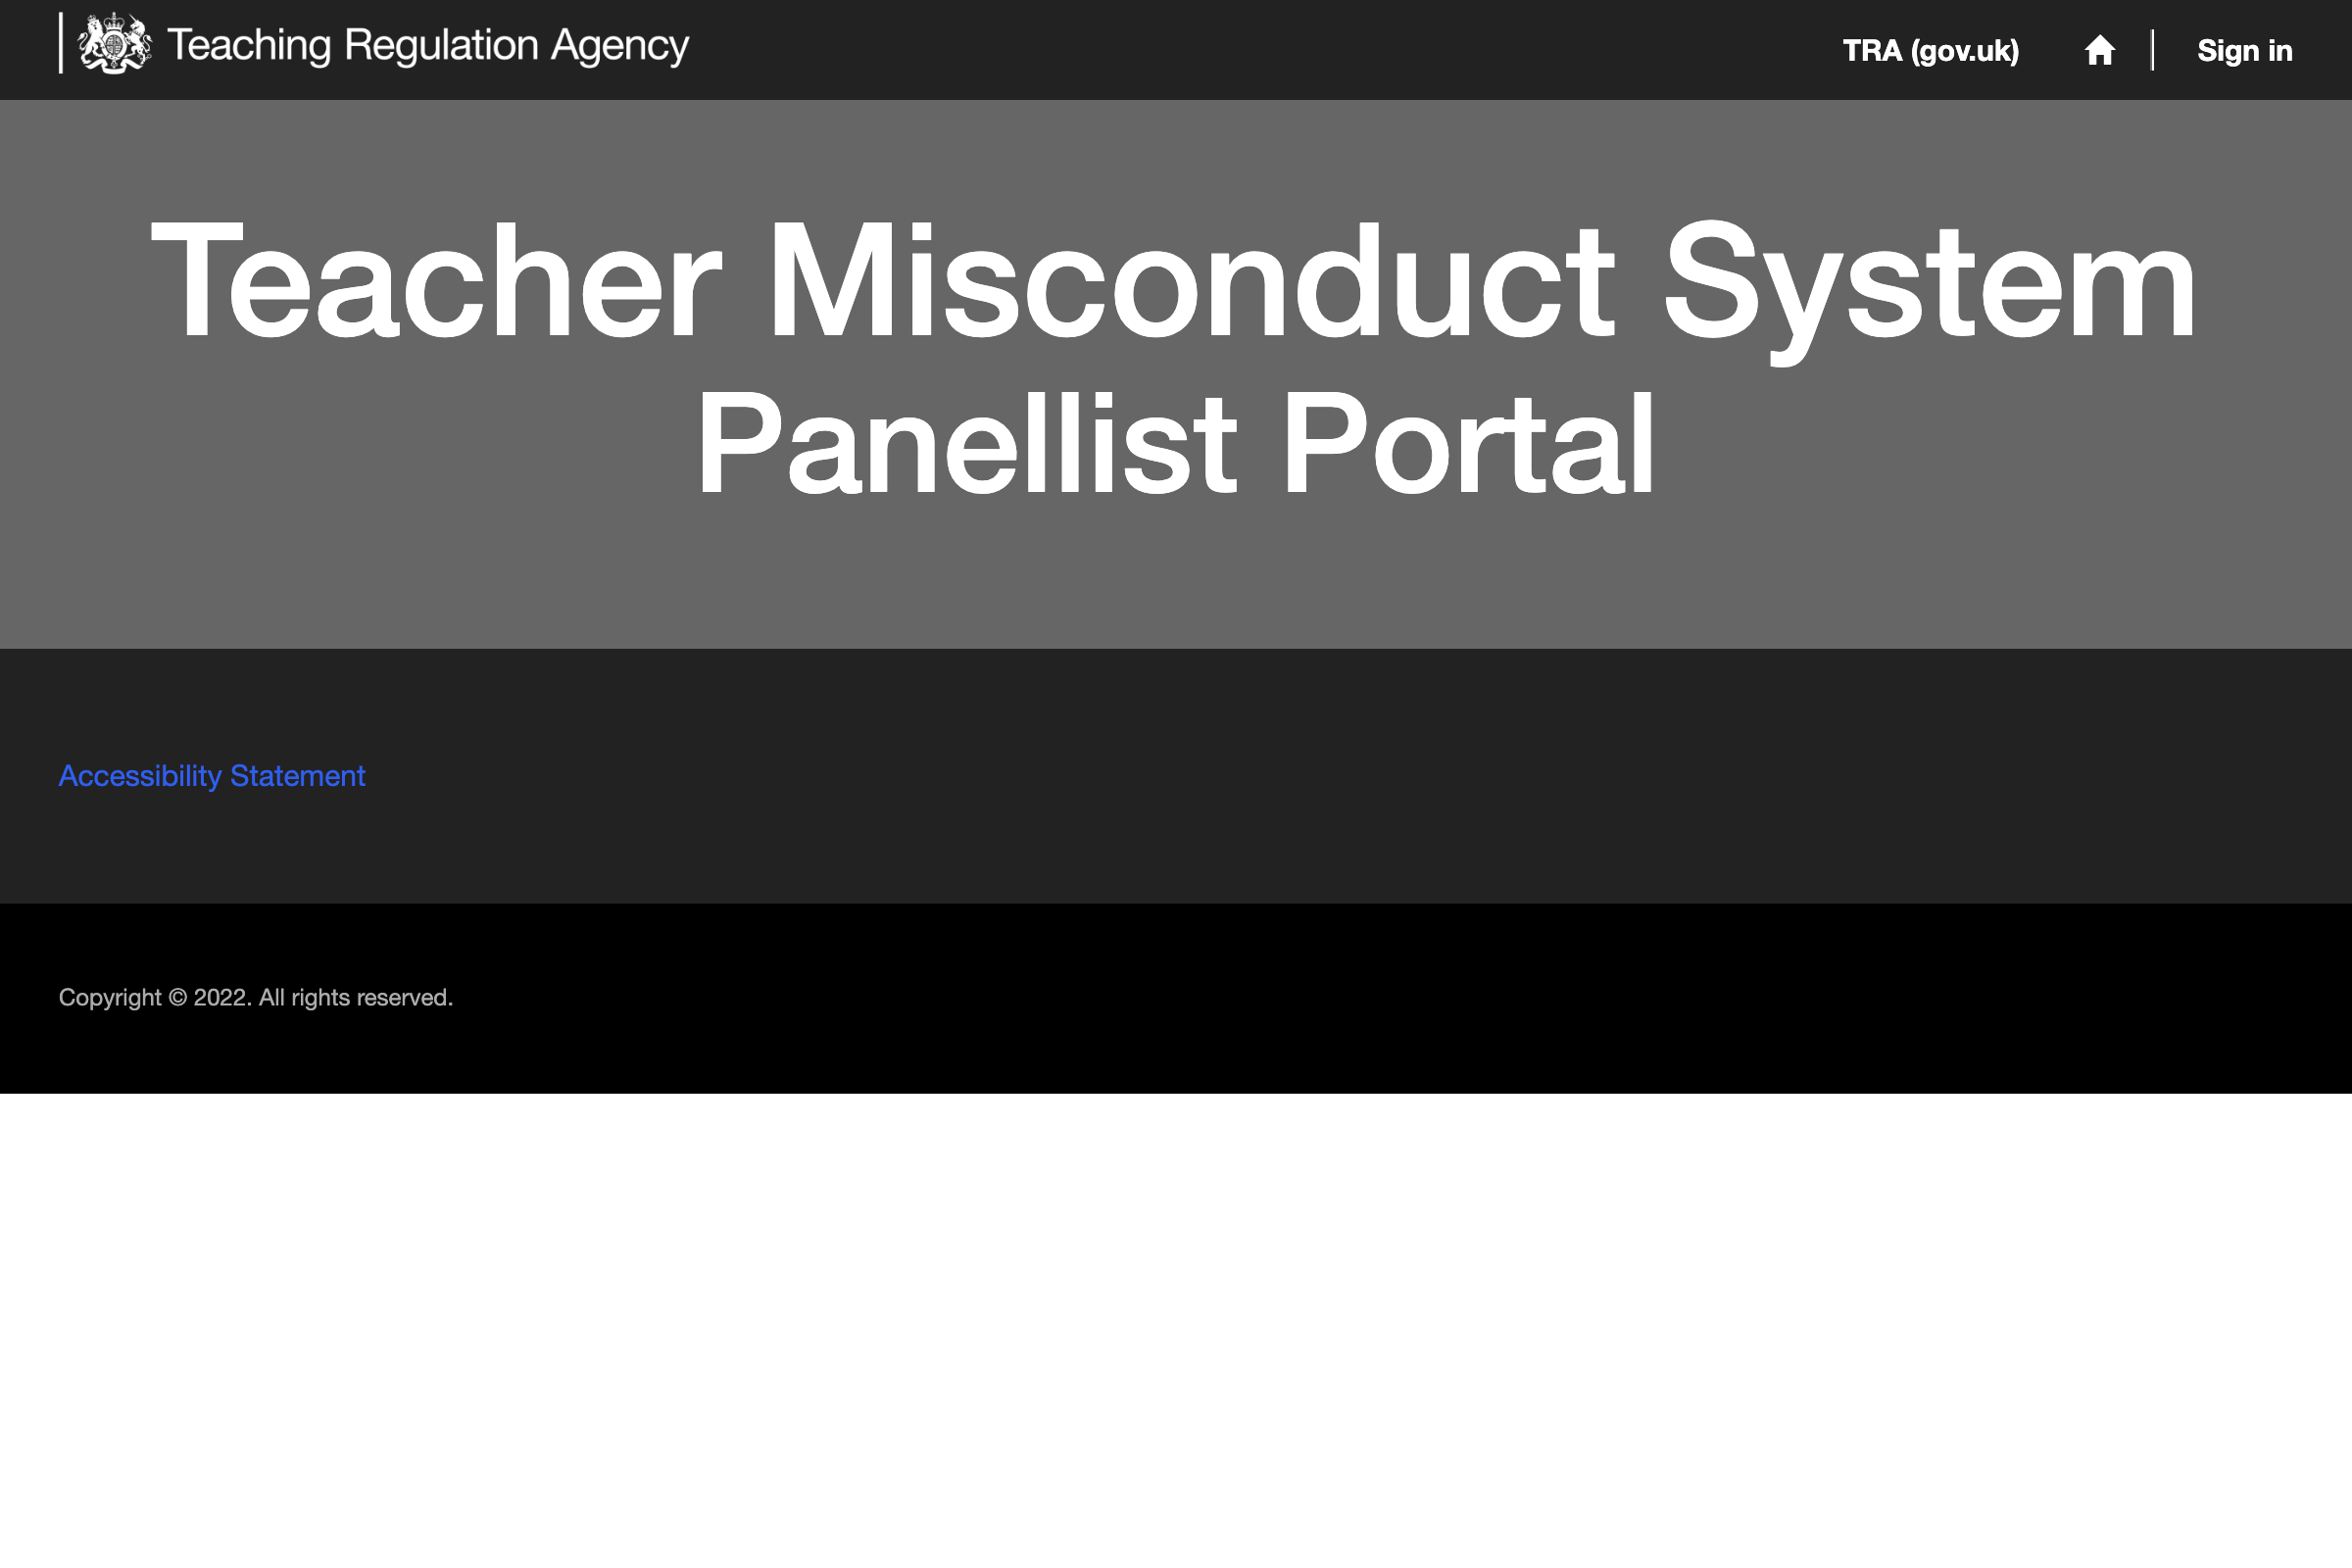 Teaching Regulation Agency
TRA (gov.uk)
Sign in
Teacher Misconduct System
Panellist Portal
Accessibility Statement
Copyright © 2022. All rights reserved.